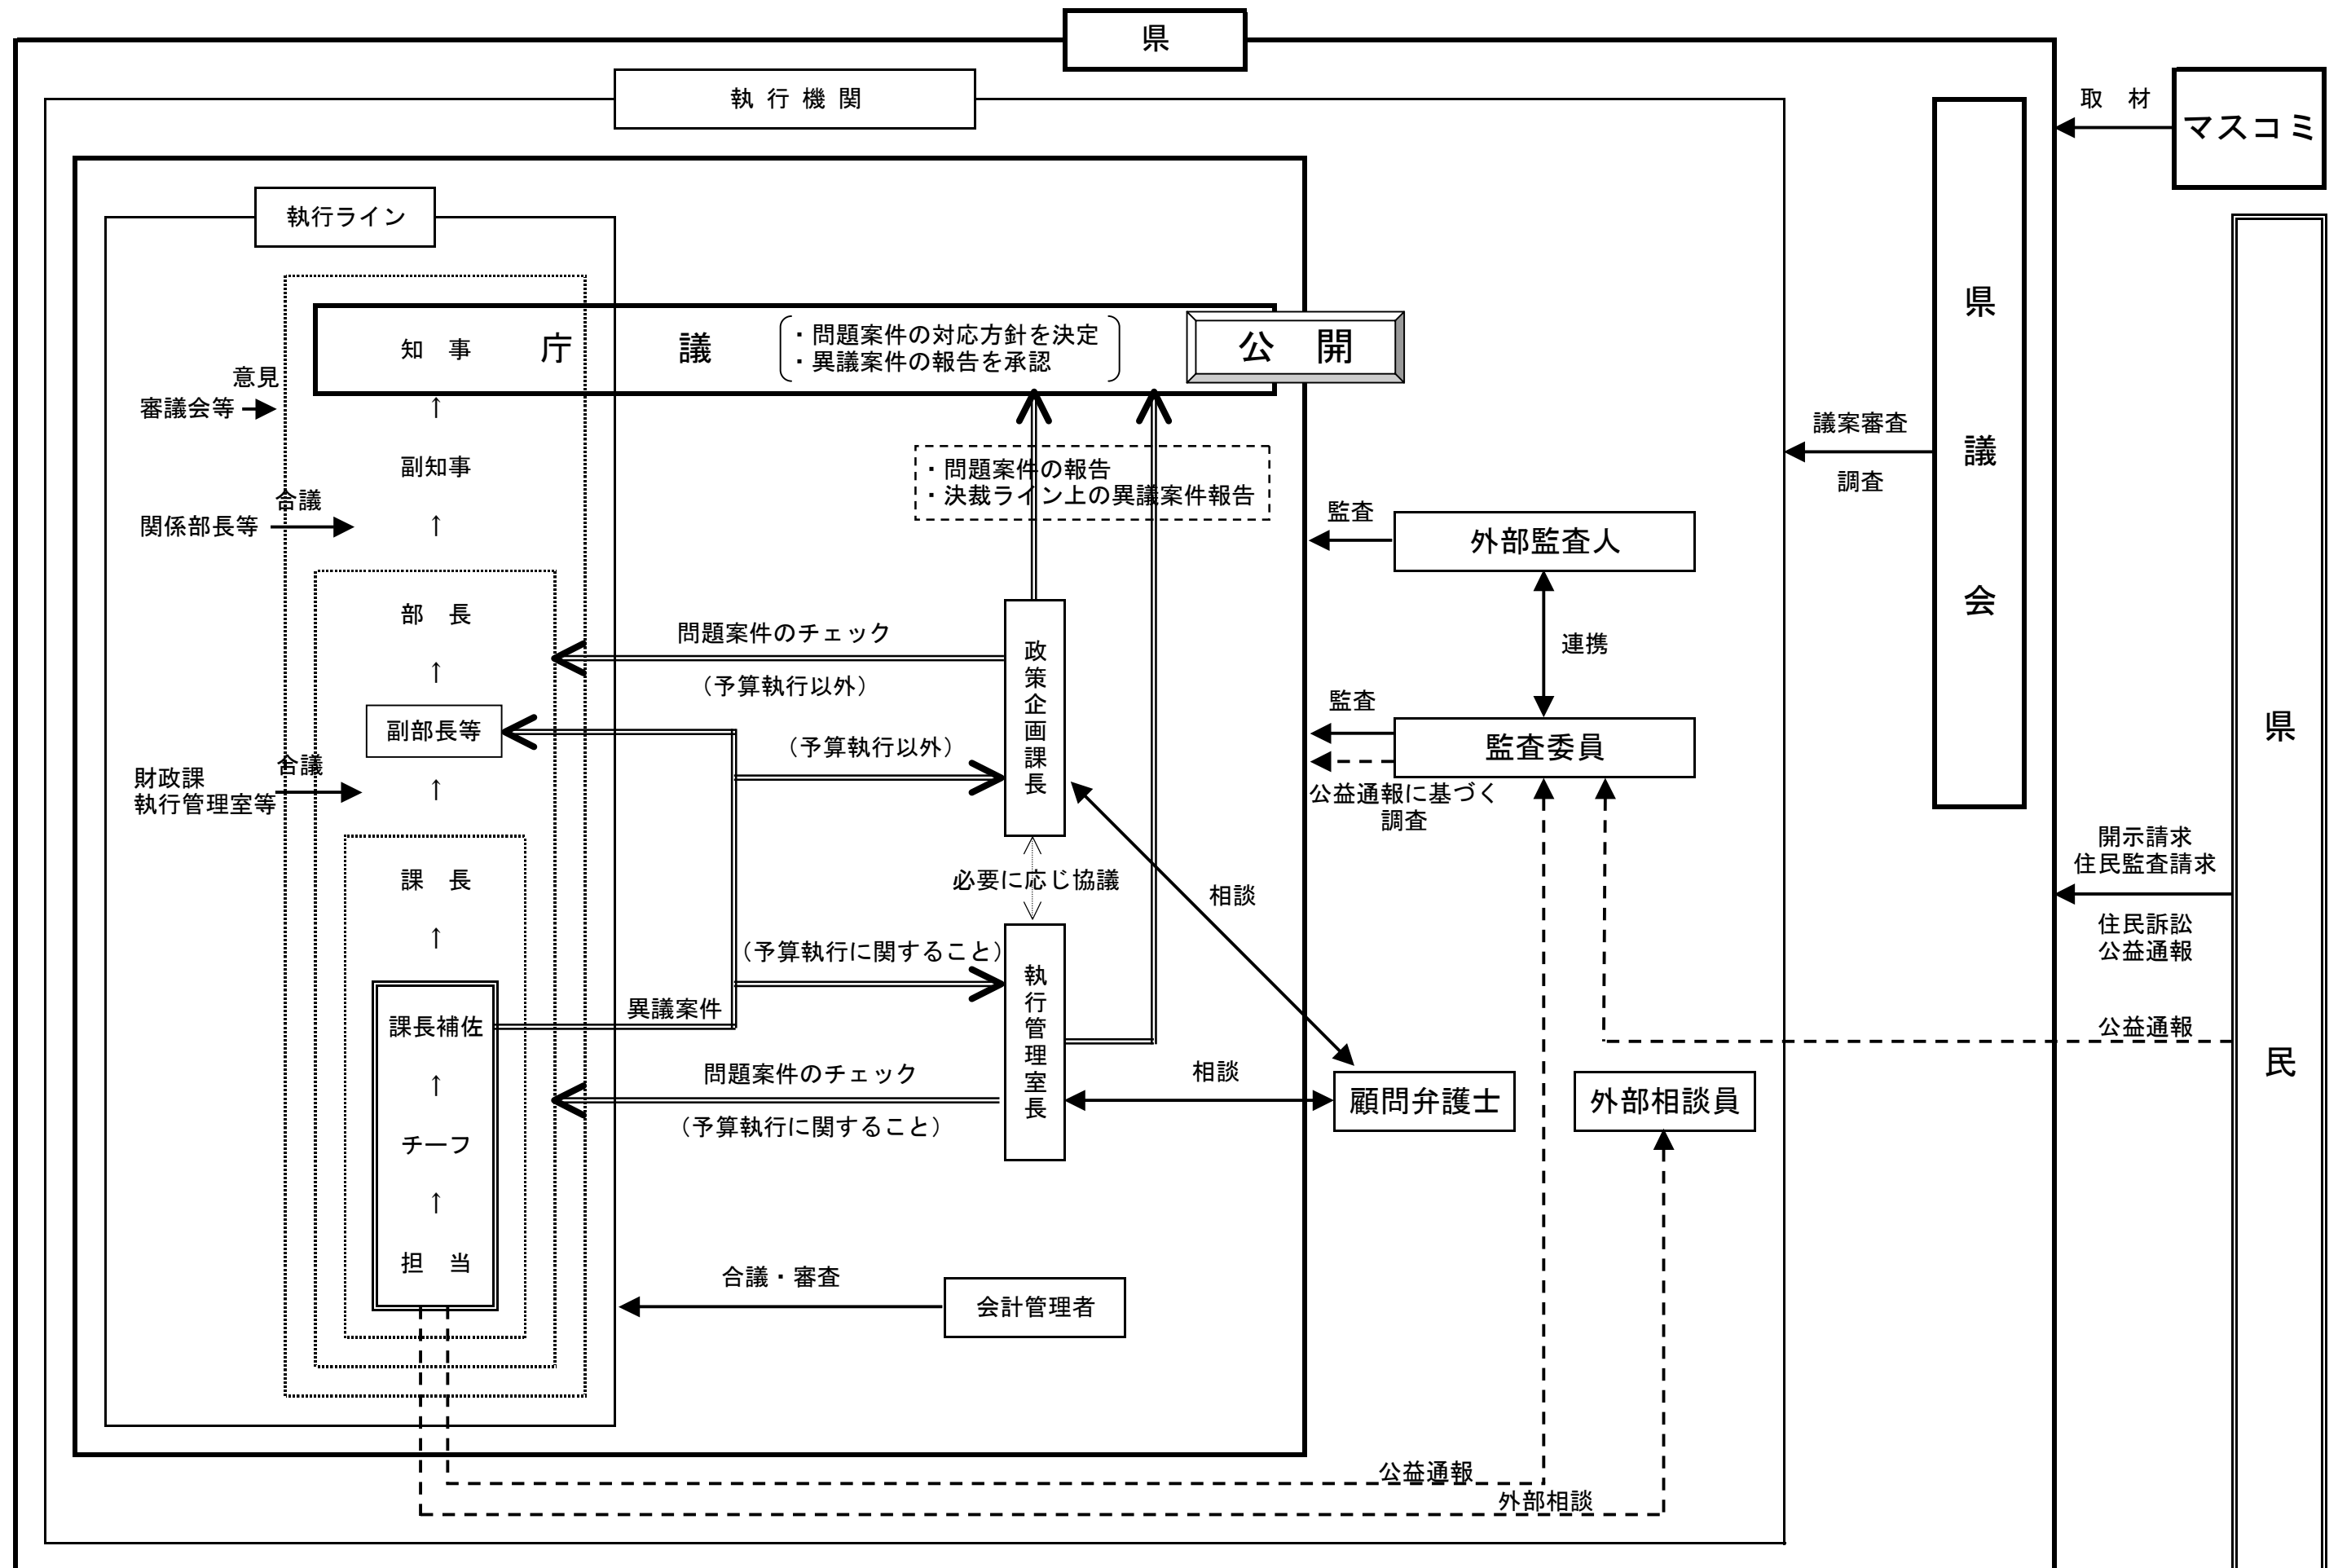 県
執 行 機 関
取　材
マスコミ
執行ライン
知　事
庁　議
・問題案件の対応方針を決定
・異議案件の報告を承認
公　開
意見
審議会等
↑
副知事
・問題案件の報告
・決裁ライン上の異議案件報告
合議
関係部長等
↑
監査
外部監査人
議案審査
調査
県議会
部　長
↑
問題案件のチェック
（予算執行以外）
政策企画課長
連携
副部長等
（予算執行以外）
監査
監査委員
公益通報に基づく
調査
合議
財政課
執行管理室等
↑
課　長
↑
必要に応じ協議
相談
開示請求
住民監査請求
住民訴訟
公益通報
県民
（予算執行に関すること）
異議案件
執行管理室長
課長補佐
↑
チーフ
↑
担　当
問題案件のチェック
（予算執行に関すること）
相談
顧問弁護士
外部相談員
公益通報
合議・審査
会計管理者
公益通報
外部相談